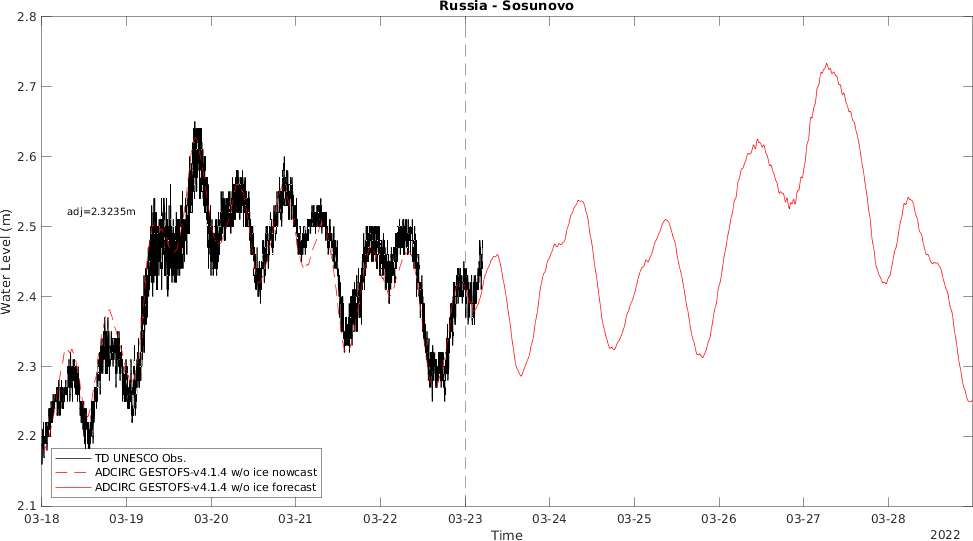 Russia - Sosunovo
2.8
2.7
2.6
2.5
2.4
2.3
2.2
2.1
Water Level (m)
adj=2.3235m
TD UNESCO Obs.
ADCIRC GESTOFS-v4.1.4 w/o ice nowcast
ADCIRC GESTOFS-v4.1.4 w/o ice forecast
03-18 03-19 03-20 03-21 03-22 03-23 03-24 03-25 03-26 03-27 03-28
Time
2022